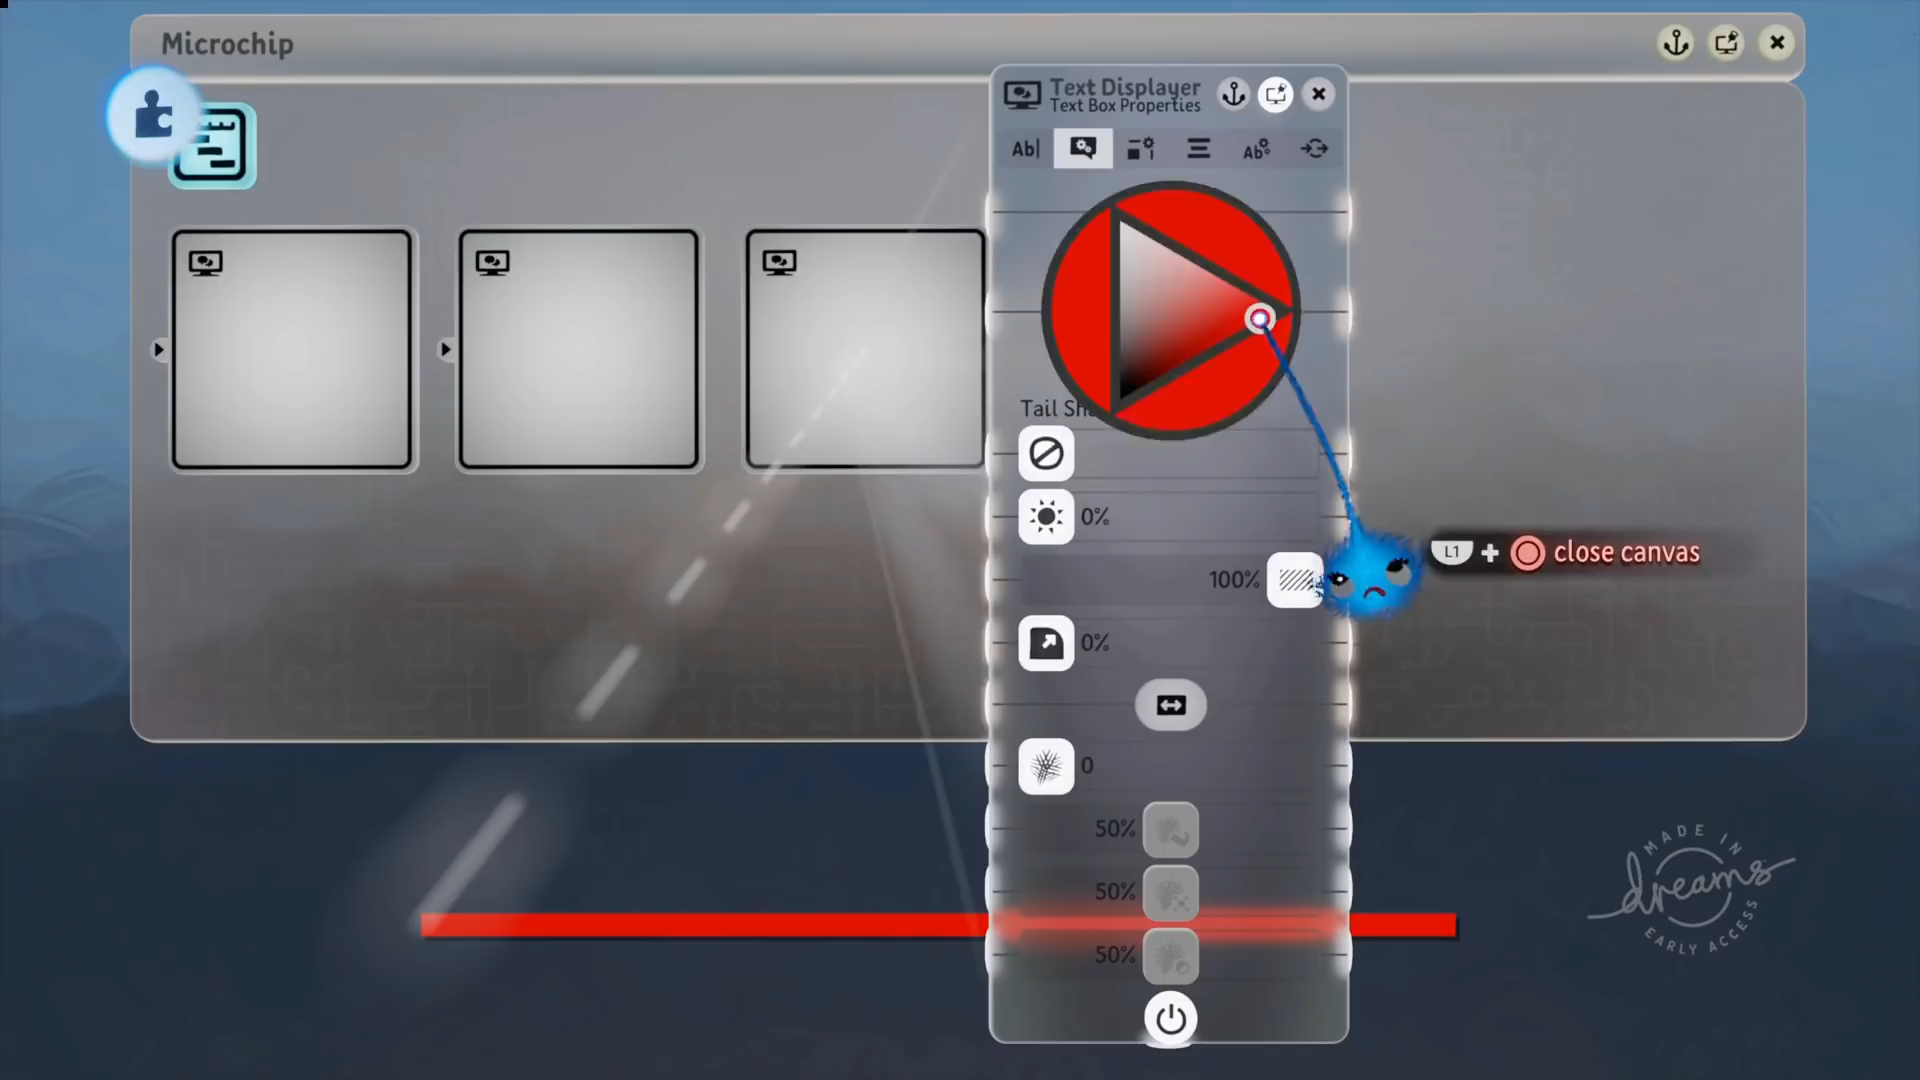 Microchip
Text Displayer
Text Box Properties
Ab|
Ab
Tail Sh
0%
L1 + close canvas
100%
0%
0
50%
50%
50%
MADE IN
dreams
EARLY ACCESS